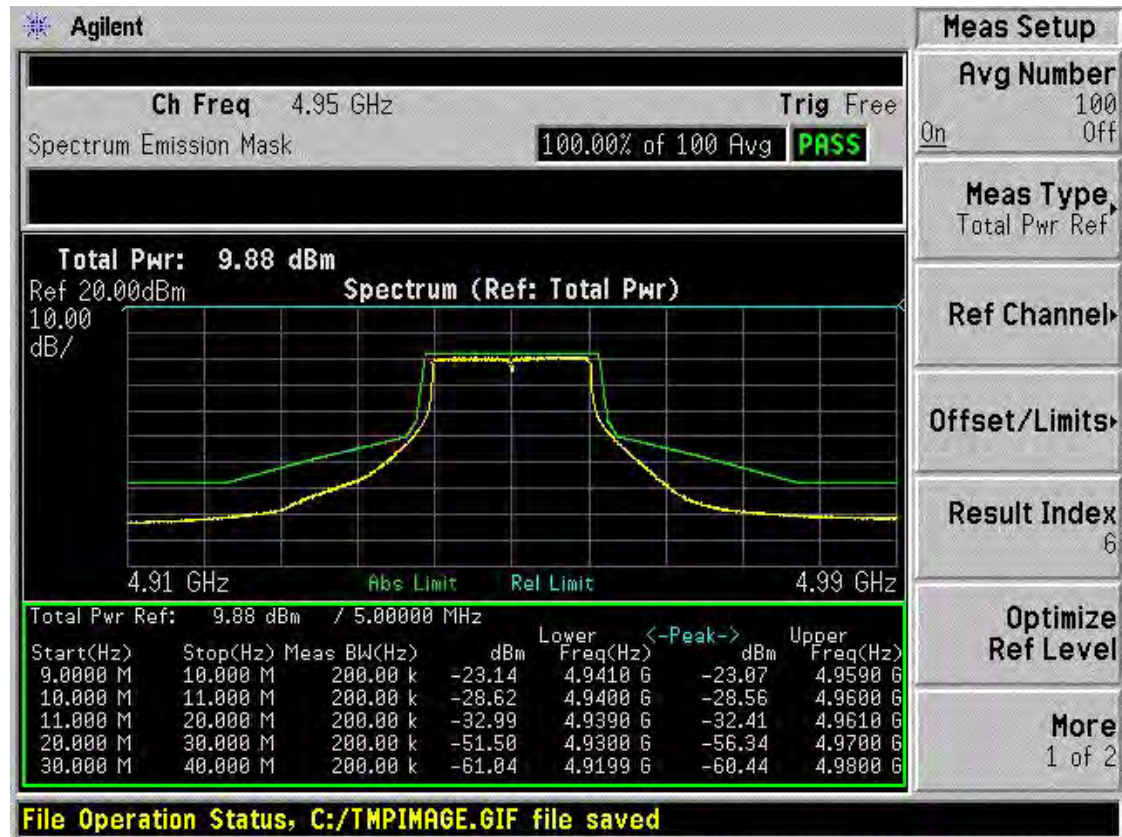 Agilent
Meas Setup
Ch Freq 4.95 GHz Trig Free
Spectrum Emission Mask 100.00% of 100 Avg PASS
Avg Number
100
On Off
Meas Type
Total Pwr Ref
Ref Channel
Offset/Limits
Result Index
6
Optimize
Ref Level
More
1 of 2
Total Pwr: 9.88 dBm
Ref 20.00dBm Spectrum (Ref: Total Pwr)
10.00
dB/
4.91 GHz Abs Limit Rel Limit 4.99 GHz
Total Pwr Ref: 9.88 dBm / 5.00000 MHz
Lower <-Peak-> Upper
Start(Hz) Stop(Hz) Meas BW(Hz) dBm Freq(Hz) dBm Freq(Hz)
9.0000 M 10.000 M 200.00 k -23.14 4.9410 G -23.07 4.9590 G
10.000 M 11.000 M 200.00 k -28.62 4.9400 G -28.56 4.9600 G
11.000 M 20.000 M 200.00 k -32.99 4.9390 G -32.41 4.9610 G
20.000 M 30.000 M 200.00 k -51.50 4.9300 G -56.34 4.9700 G
30.000 M 40.000 M 200.00 k -61.04 4.9199 G -60.44 4.9800 G
File Operation Status, C:/TMPIMAGE.GIF file saved